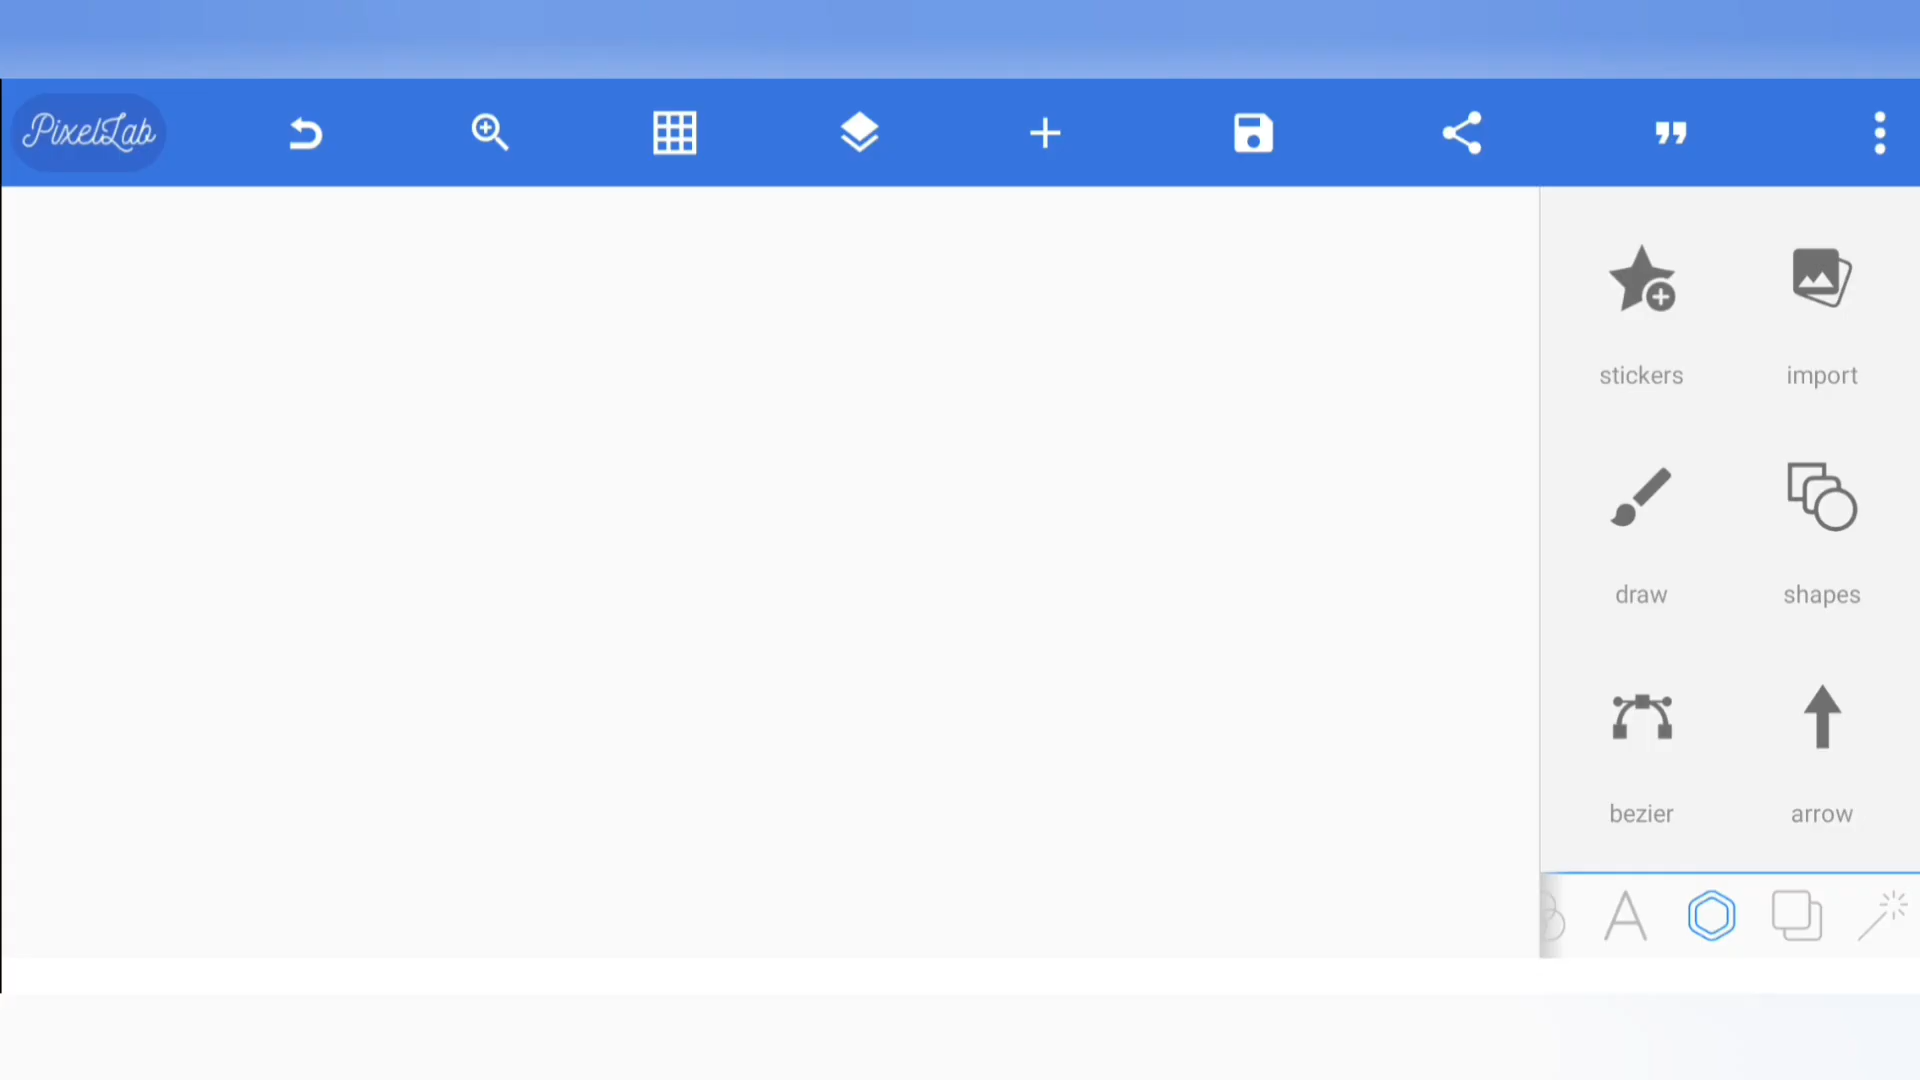 PixelLab
stickers
import
draw
shapes
bezier
arrow